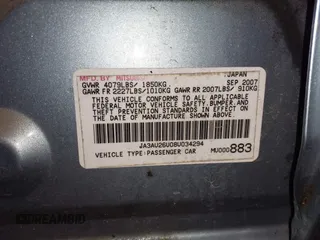 MFD. BY MITSUBISHI JAPAN
GVWR 4079LBS/ 1850KG SEP 2007
GAWR FR 2227LBS/1010KG GAWR RR 2007LBS/ 910KG
THIS VEHICLE CONFORMS TO ALL APPLICABLE
FEDERAL MOTOR VEHICLE SAFETY,BUMPER,AND
THEFT PREVENTION STANDARDS IN EFFECT ON
THE DATE OF MANUFACTURE SHOWN ABOVE.
JA3AU26U08U034294
VEHICLE TYPE:PASSENGER CAR MU000883
DREAMBID